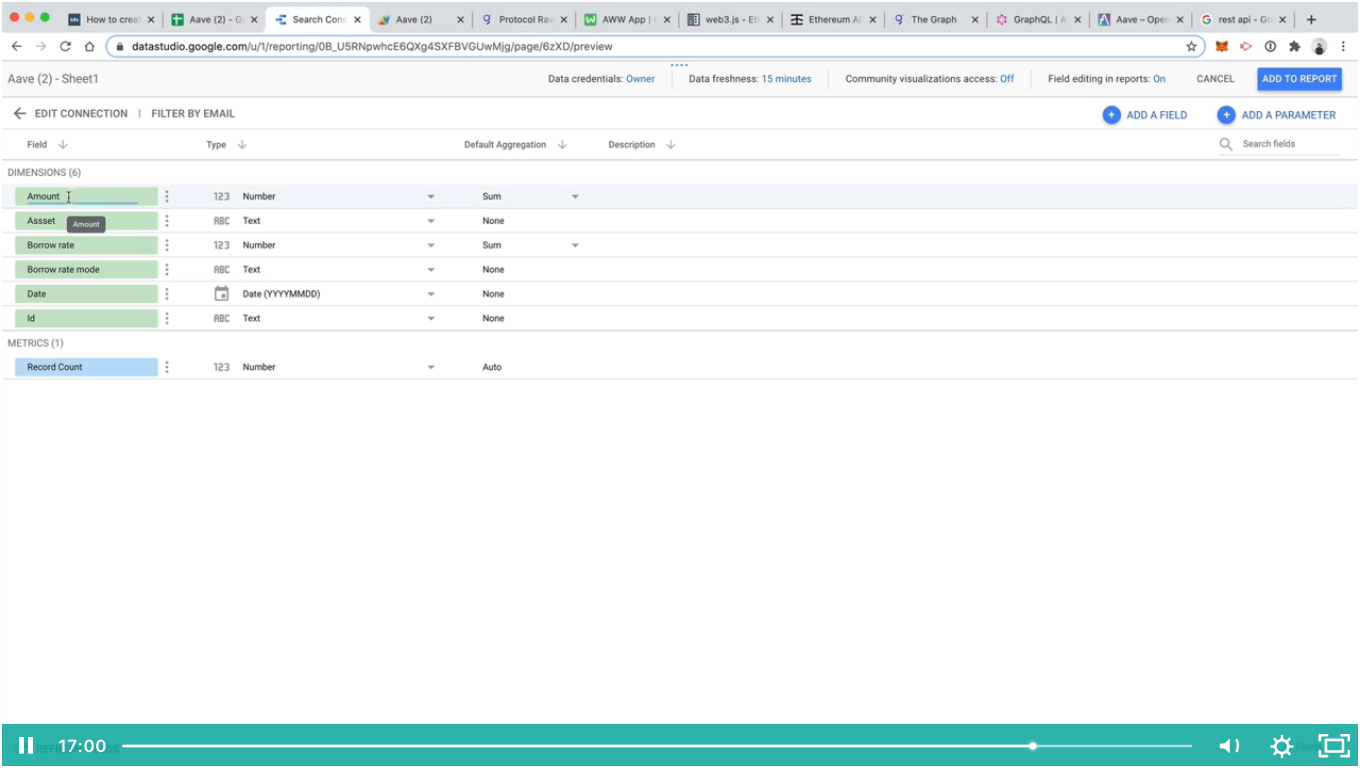 How to creat
Aave (2) - G
Search Con
Aave (2)
Protocol Rav
AWW App | 
web3.js - Et
Ethereum AP
The Graph
GraphQL | A
Aave – Open
rest api - Go
datastudio.google.com/u/1/reporting/0B_U5RNpwhcE6QXg4SXFBVGUwMjg/page/6zXD/preview
Aave (2) - Sheet1
Data credentials: Owner
Data freshness: 15 minutes
Community visualizations access: Off
Field editing in reports: On
CANCEL
ADD TO REPORT
EDIT CONNECTION | FILTER BY EMAIL
ADD A FIELD
ADD A PARAMETER
Field
Type
Default Aggregation
Description
Search fields
DIMENSIONS (6)
Amount
123 Number
Sum
Assset
Amount
ABC Text
None
Borrow rate
123 Number
Sum
Borrow rate mode
ABC Text
None
Date
Date (YYYYMMDD)
None
Id
ABC Text
None
METRICS (1)
Record Count
123 Number
Auto
17:00